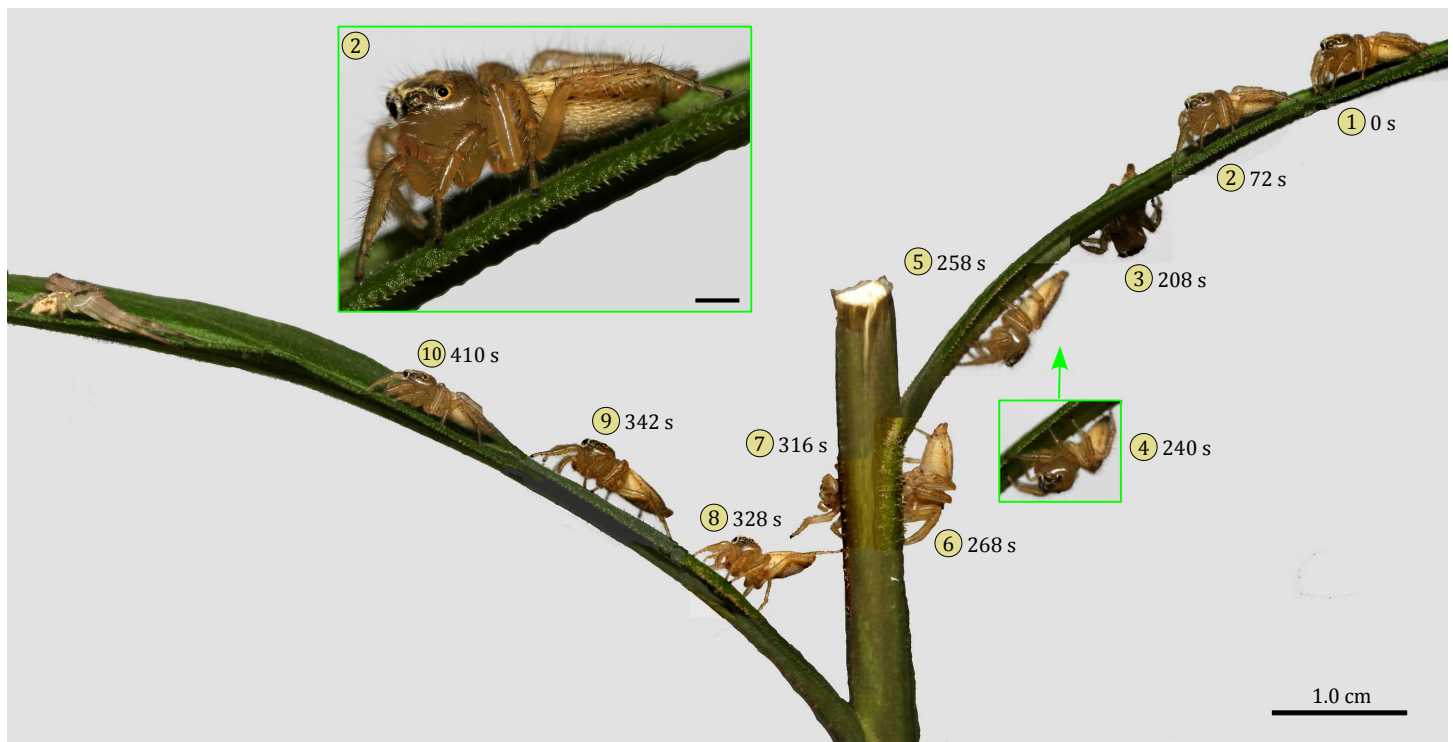 ②
① 0 s
② 72 s
③ 208 s
④ 240 s
⑤ 258 s
⑥ 268 s
⑦ 316 s
⑧ 328 s
⑨ 342 s
⑩ 410 s
1.0 cm